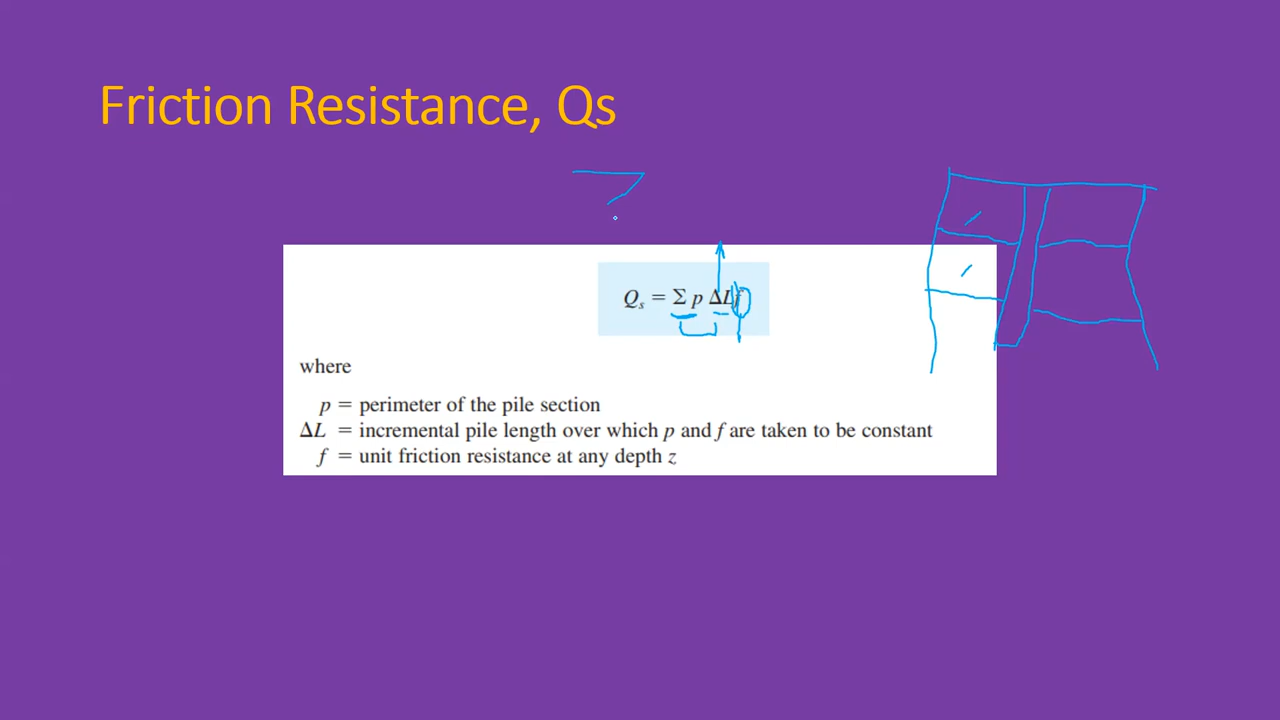 Friction Resistance, Qs
Qs = Σ p ΔLf
where
p = perimeter of the pile section
ΔL = incremental pile length over which p and f are taken to be constant
f = unit friction resistance at any depth z